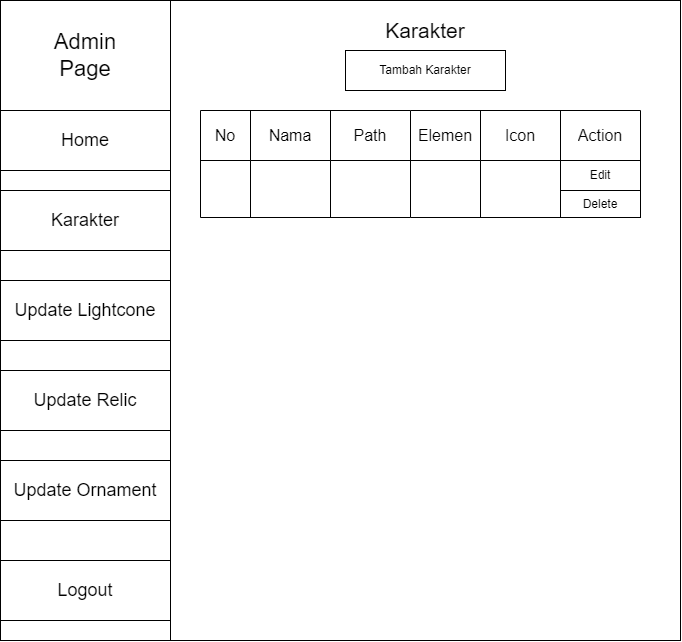 Admin
Page
Home
Karakter
Update Lightcone
Update Relic
Update Ornament
Logout
Karakter
Tambah Karakter
No Nama Path Elemen Icon Action
Edit
Delete